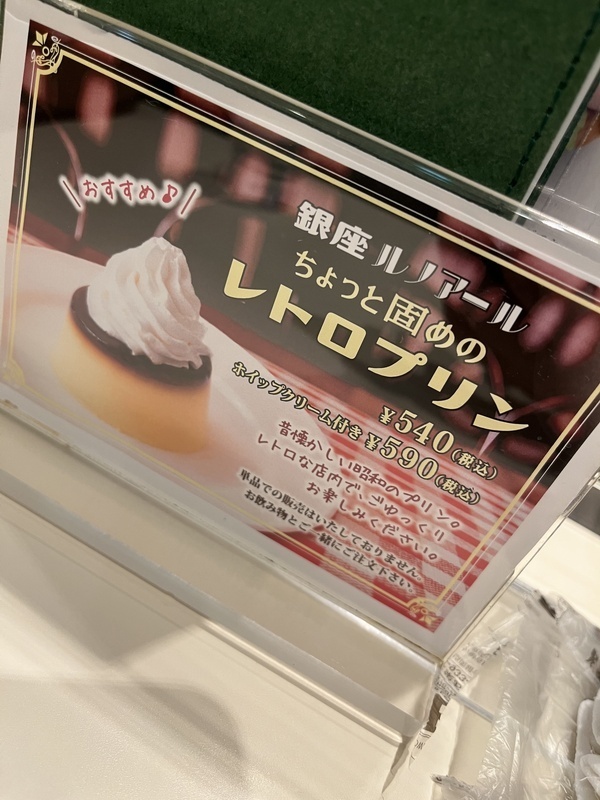 おすすめ♪
銀座 ルノアール
ちょっと固めの
レトロプリン
¥540(税込)
ホイップクリーム付き¥590(税込)
昔懐かしい昭和のプリン。
レトロな店内で、ごゆっくり
お楽しみください。
単品での販売はいたしておりません。
お飲み物とご一緒にご注文下さい。